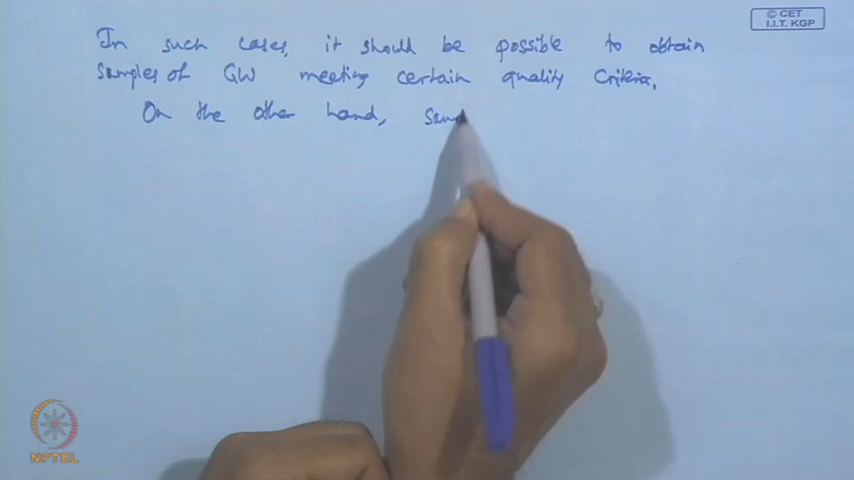 © CET
I.I.T. KGP
In such cases, it should be possible to obtain
Samples of GW meeting certain quality Criteria.
On the other hand,
NPTEL